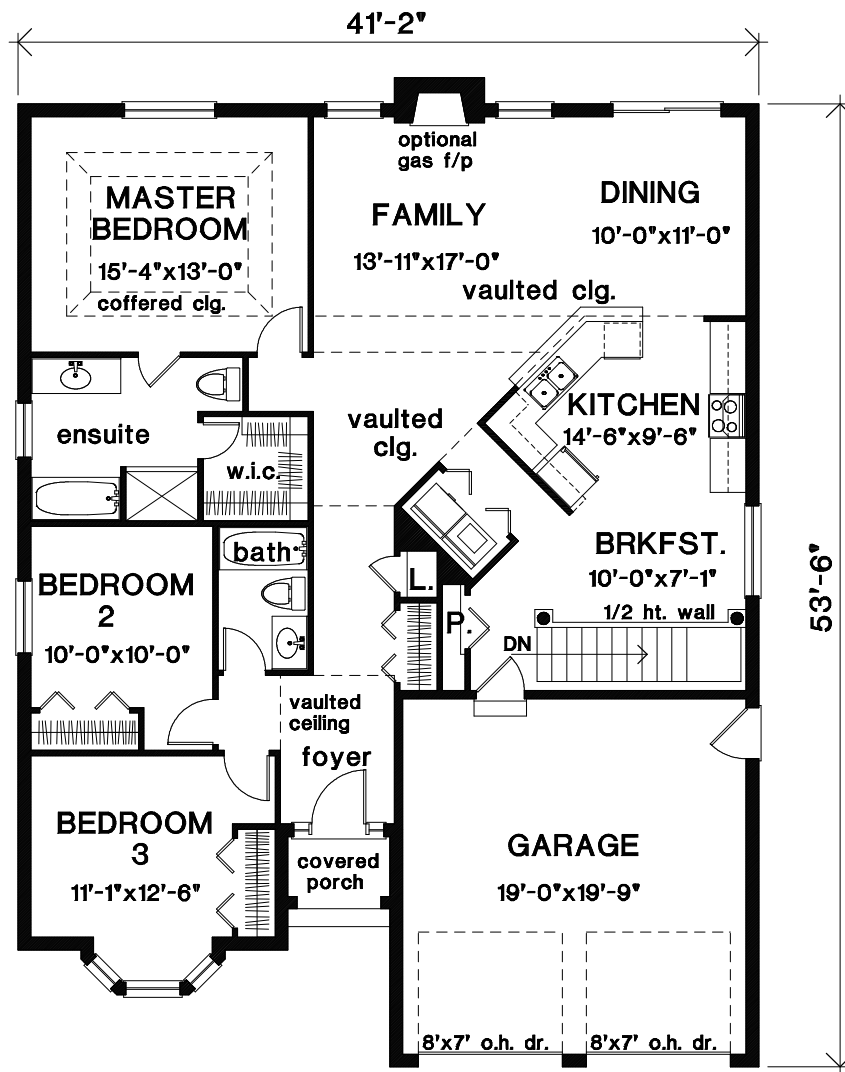 41'-2"
optional
gas f/p
MASTER
BEDROOM
15'-4"x13'-0"
coffered clg.
FAMILY
13'-11"x17'-0"
DINING
10'-0"x11'-0"
vaulted clg.
ensuite
w.i.c.
vaulted
clg.
KITCHEN
14'-6"x9'-6"
BRKFST.
10'-0"x7'-1"
1/2 ht. wall
53'-6"
bath
BEDROOM
2
10'-0"x10'-0"
L.
P.
DN
vaulted
ceiling
foyer
BEDROOM
3
11'-1"x12'-6"
covered
porch
GARAGE
19'-0"x19'-9"
8'x7' o.h. dr.
8'x7' o.h. dr.